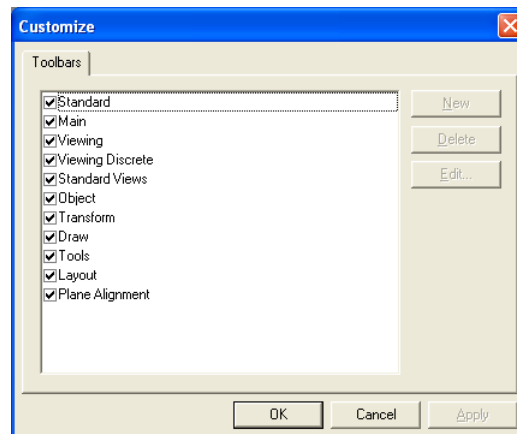 Customize
Toolbars
Standard
Main
Viewing
Viewing Discrete
Standard Views
Object
Transform
Draw
Tools
Layout
Plane Alignment
New
Delete
Edit...
OK
Cancel
Apply